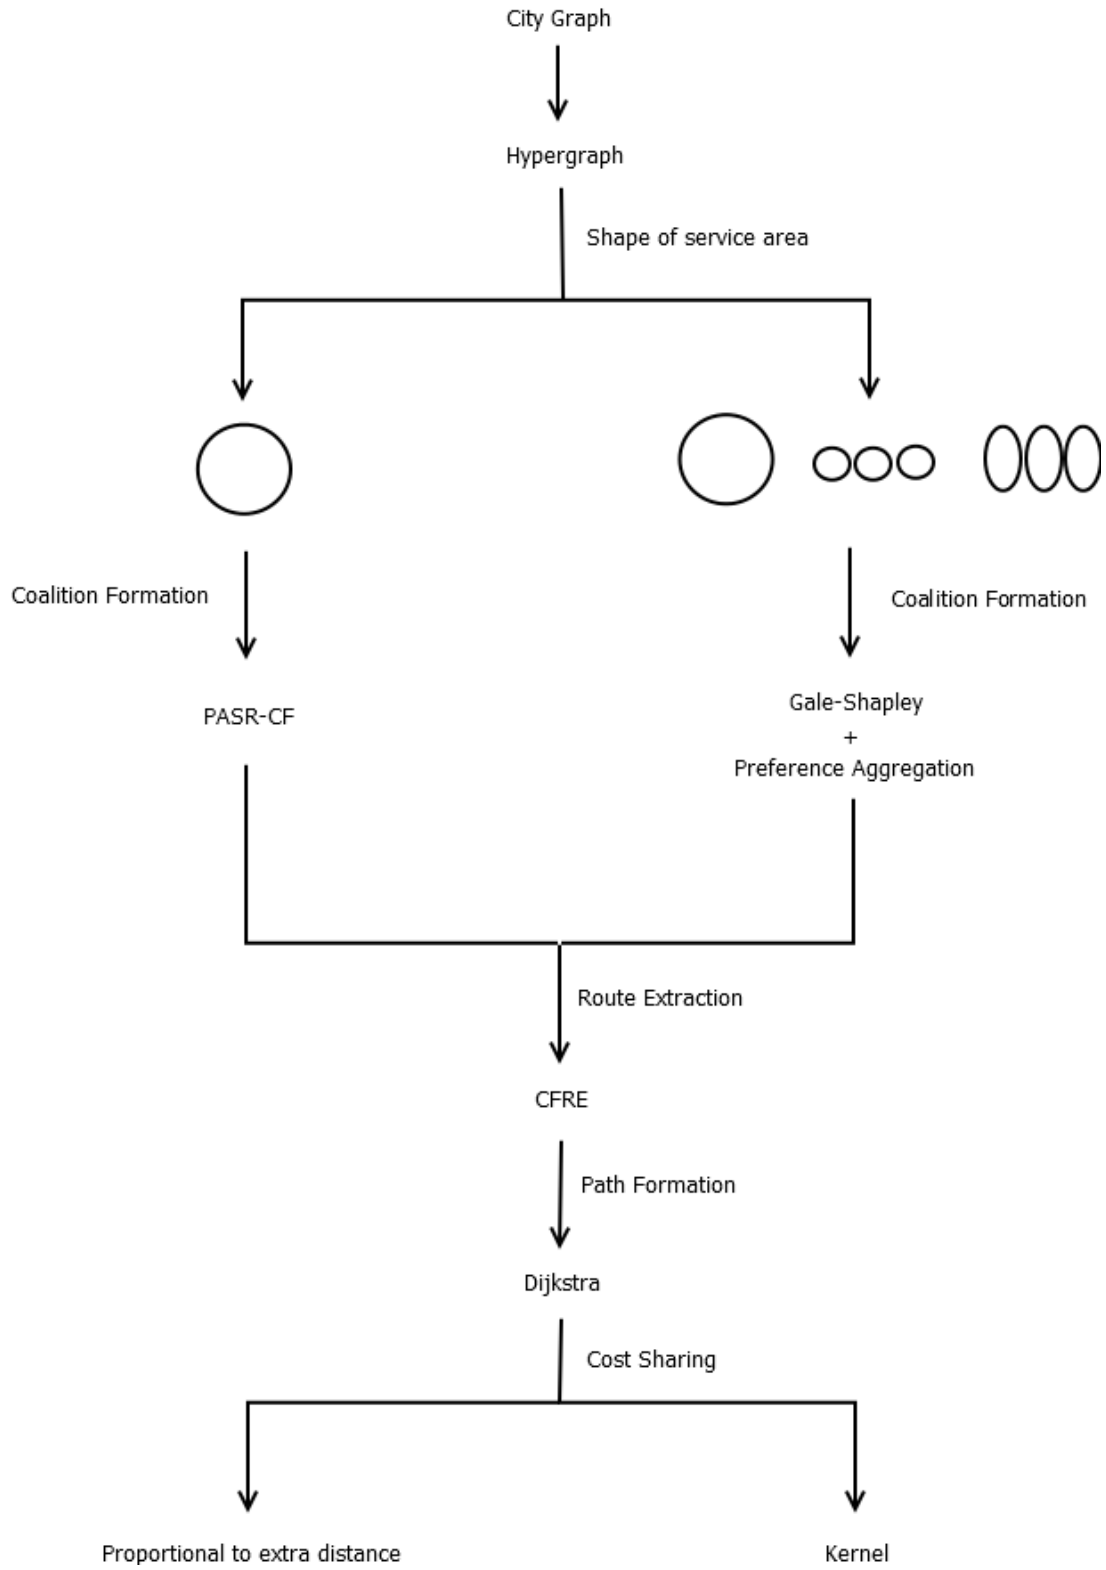 City Graph
Hypergraph
Shape of service area
Coalition Formation
Coalition Formation
PASR-CF
Gale-Shapley
+
Preference Aggregation
Route Extraction
CFRE
Path Formation
Dijkstra
Cost Sharing
Proportional to extra distance
Kernel